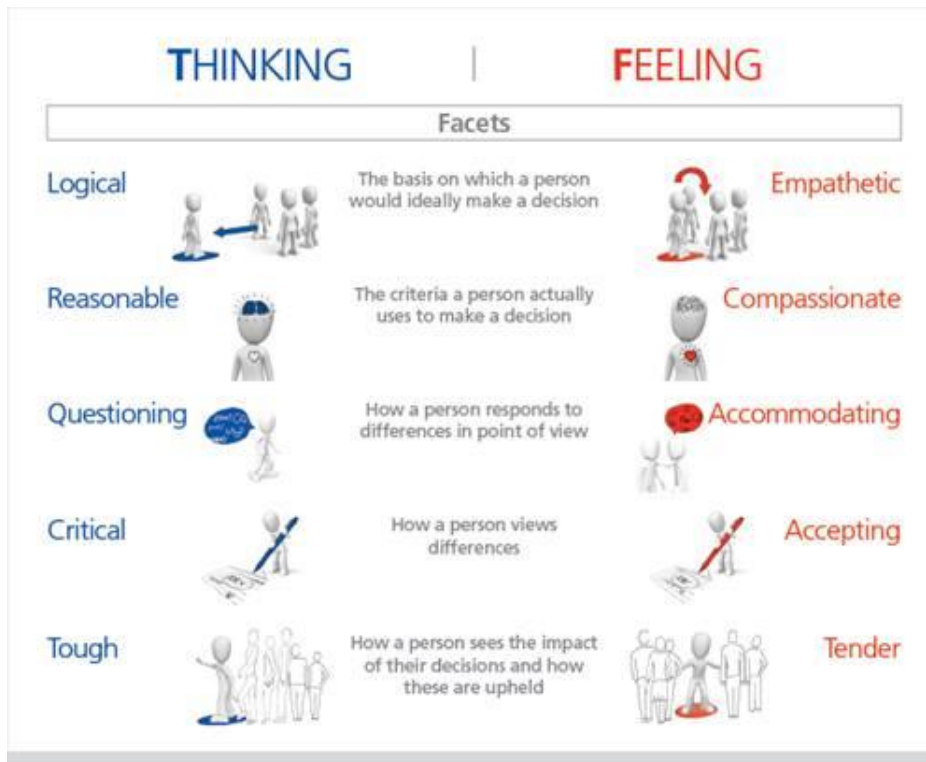 THINKING | FEELING
Facets
Logical
The basis on which a person
would ideally make a decision
Empathetic
Reasonable
The criteria a person actually
uses to make a decision
Compassionate
Questioning
How a person responds to
differences in point of view
Accommodating
Critical
How a person views
differences
Accepting
Tough
How a person sees the impact
of their decisions and how
these are upheld
Tender